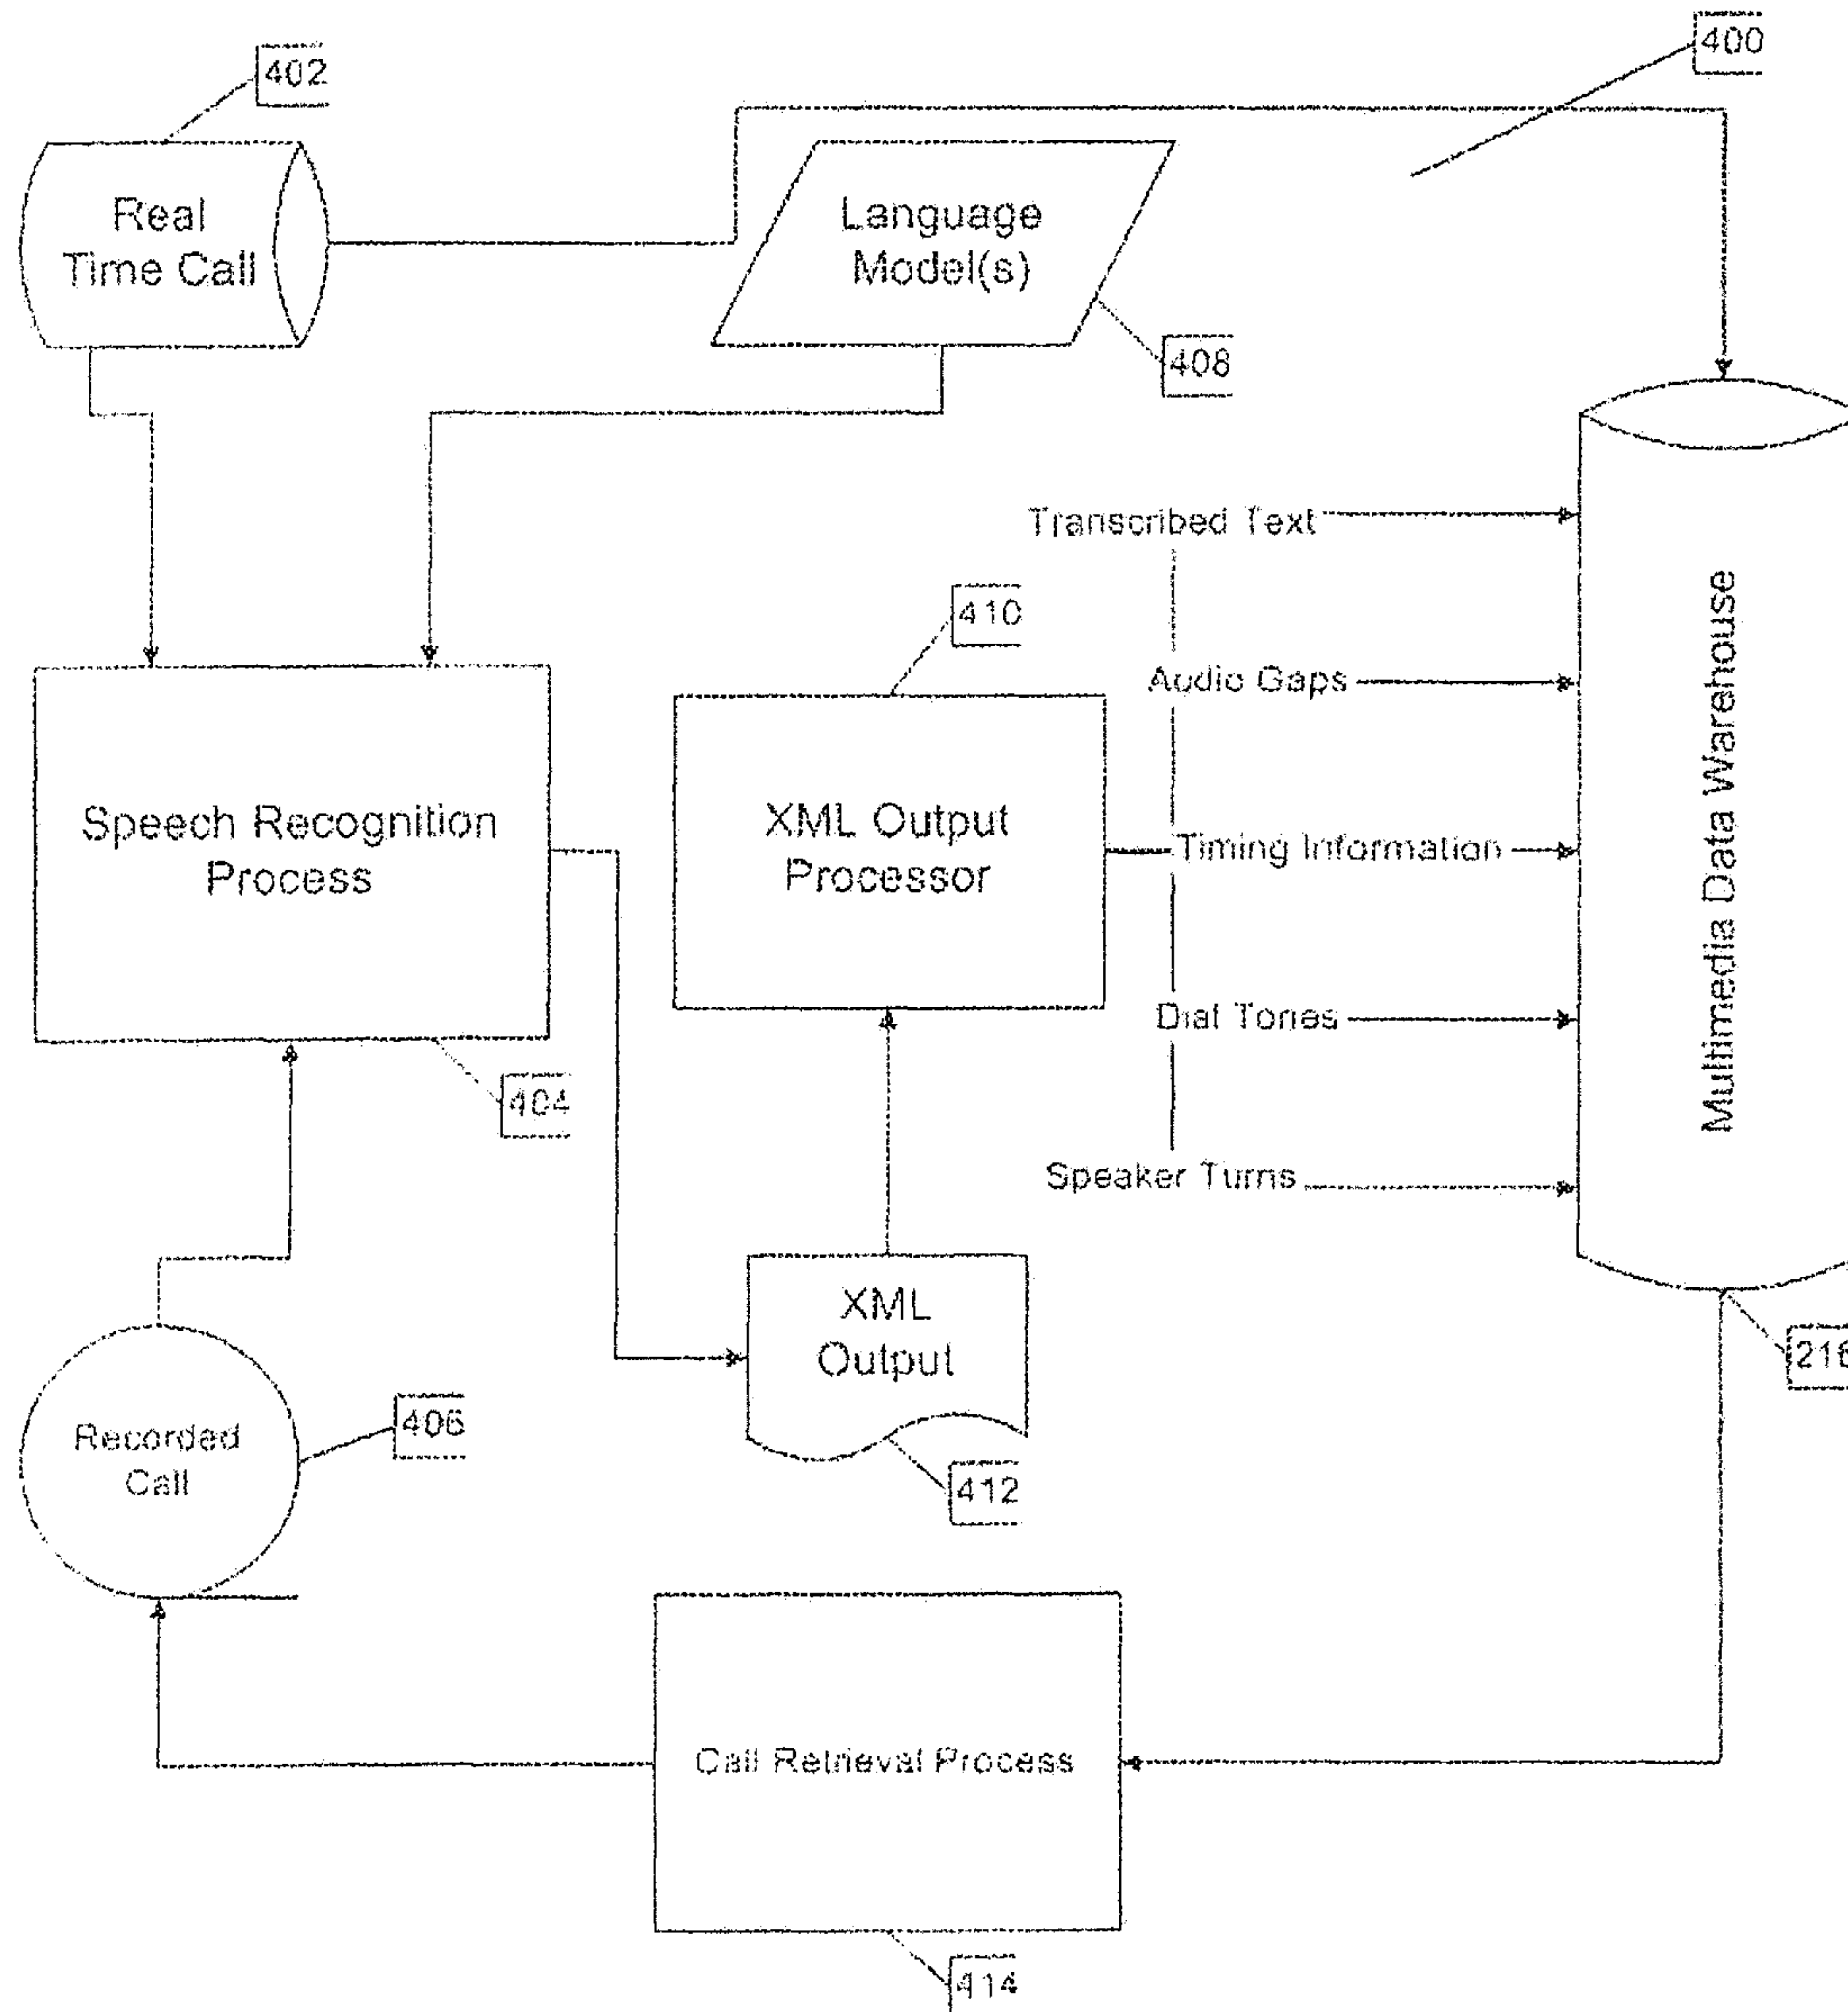 400
402
Real
Time Call
Language
Model(s)
408
Transcribed Text
410
Audio Gaps
Speech Recognition
Process
XML Output
Processor
Timing Information
Multimedia Data Warehouse
Dial Tones
404
Speaker Turns
XML
Output
Recorded
Call
406
412
Call Retrieval Process
414